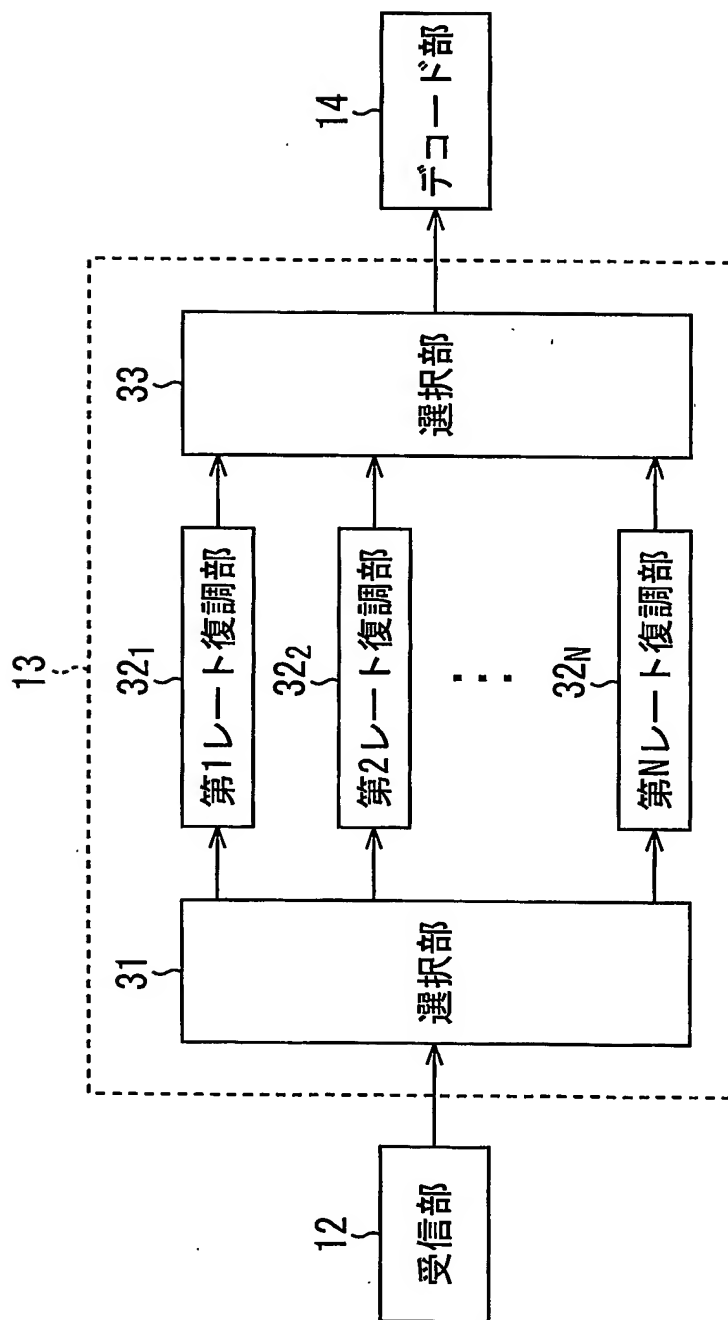 13
12
受信部
31
選択部
32₁
第1レート復調部
32₂
第2レート復調部
⋯
32N
第Nレート復調部
33
選択部
14
デコード部